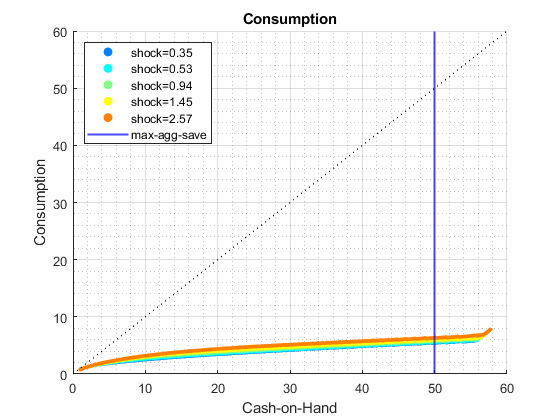 Consumption
60
50
40
30
20
10
0
Consumption
shock=0.35
shock=0.53
shock=0.94
shock=1.45
shock=2.57
max-agg-save
0 10 20 30 40 50 60
Cash-on-Hand